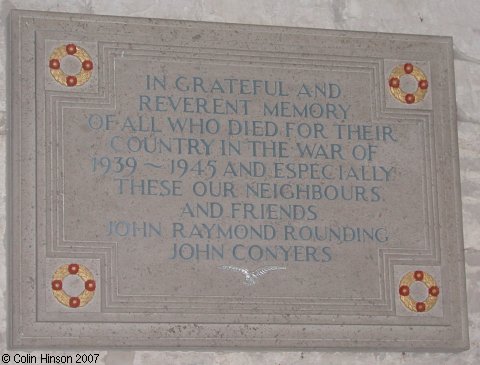 IN GRATEFUL AND
REVERENT MEMORY
OF ALL WHO DIED FOR THEIR
COUNTRY IN THE WAR OF
1939~1945 AND ESPECIALLY
THESE OUR NEIGHBOURS
AND FRIENDS
JOHN RAYMOND ROUNDING
JOHN CONYERS
© Colin Hinson 2007